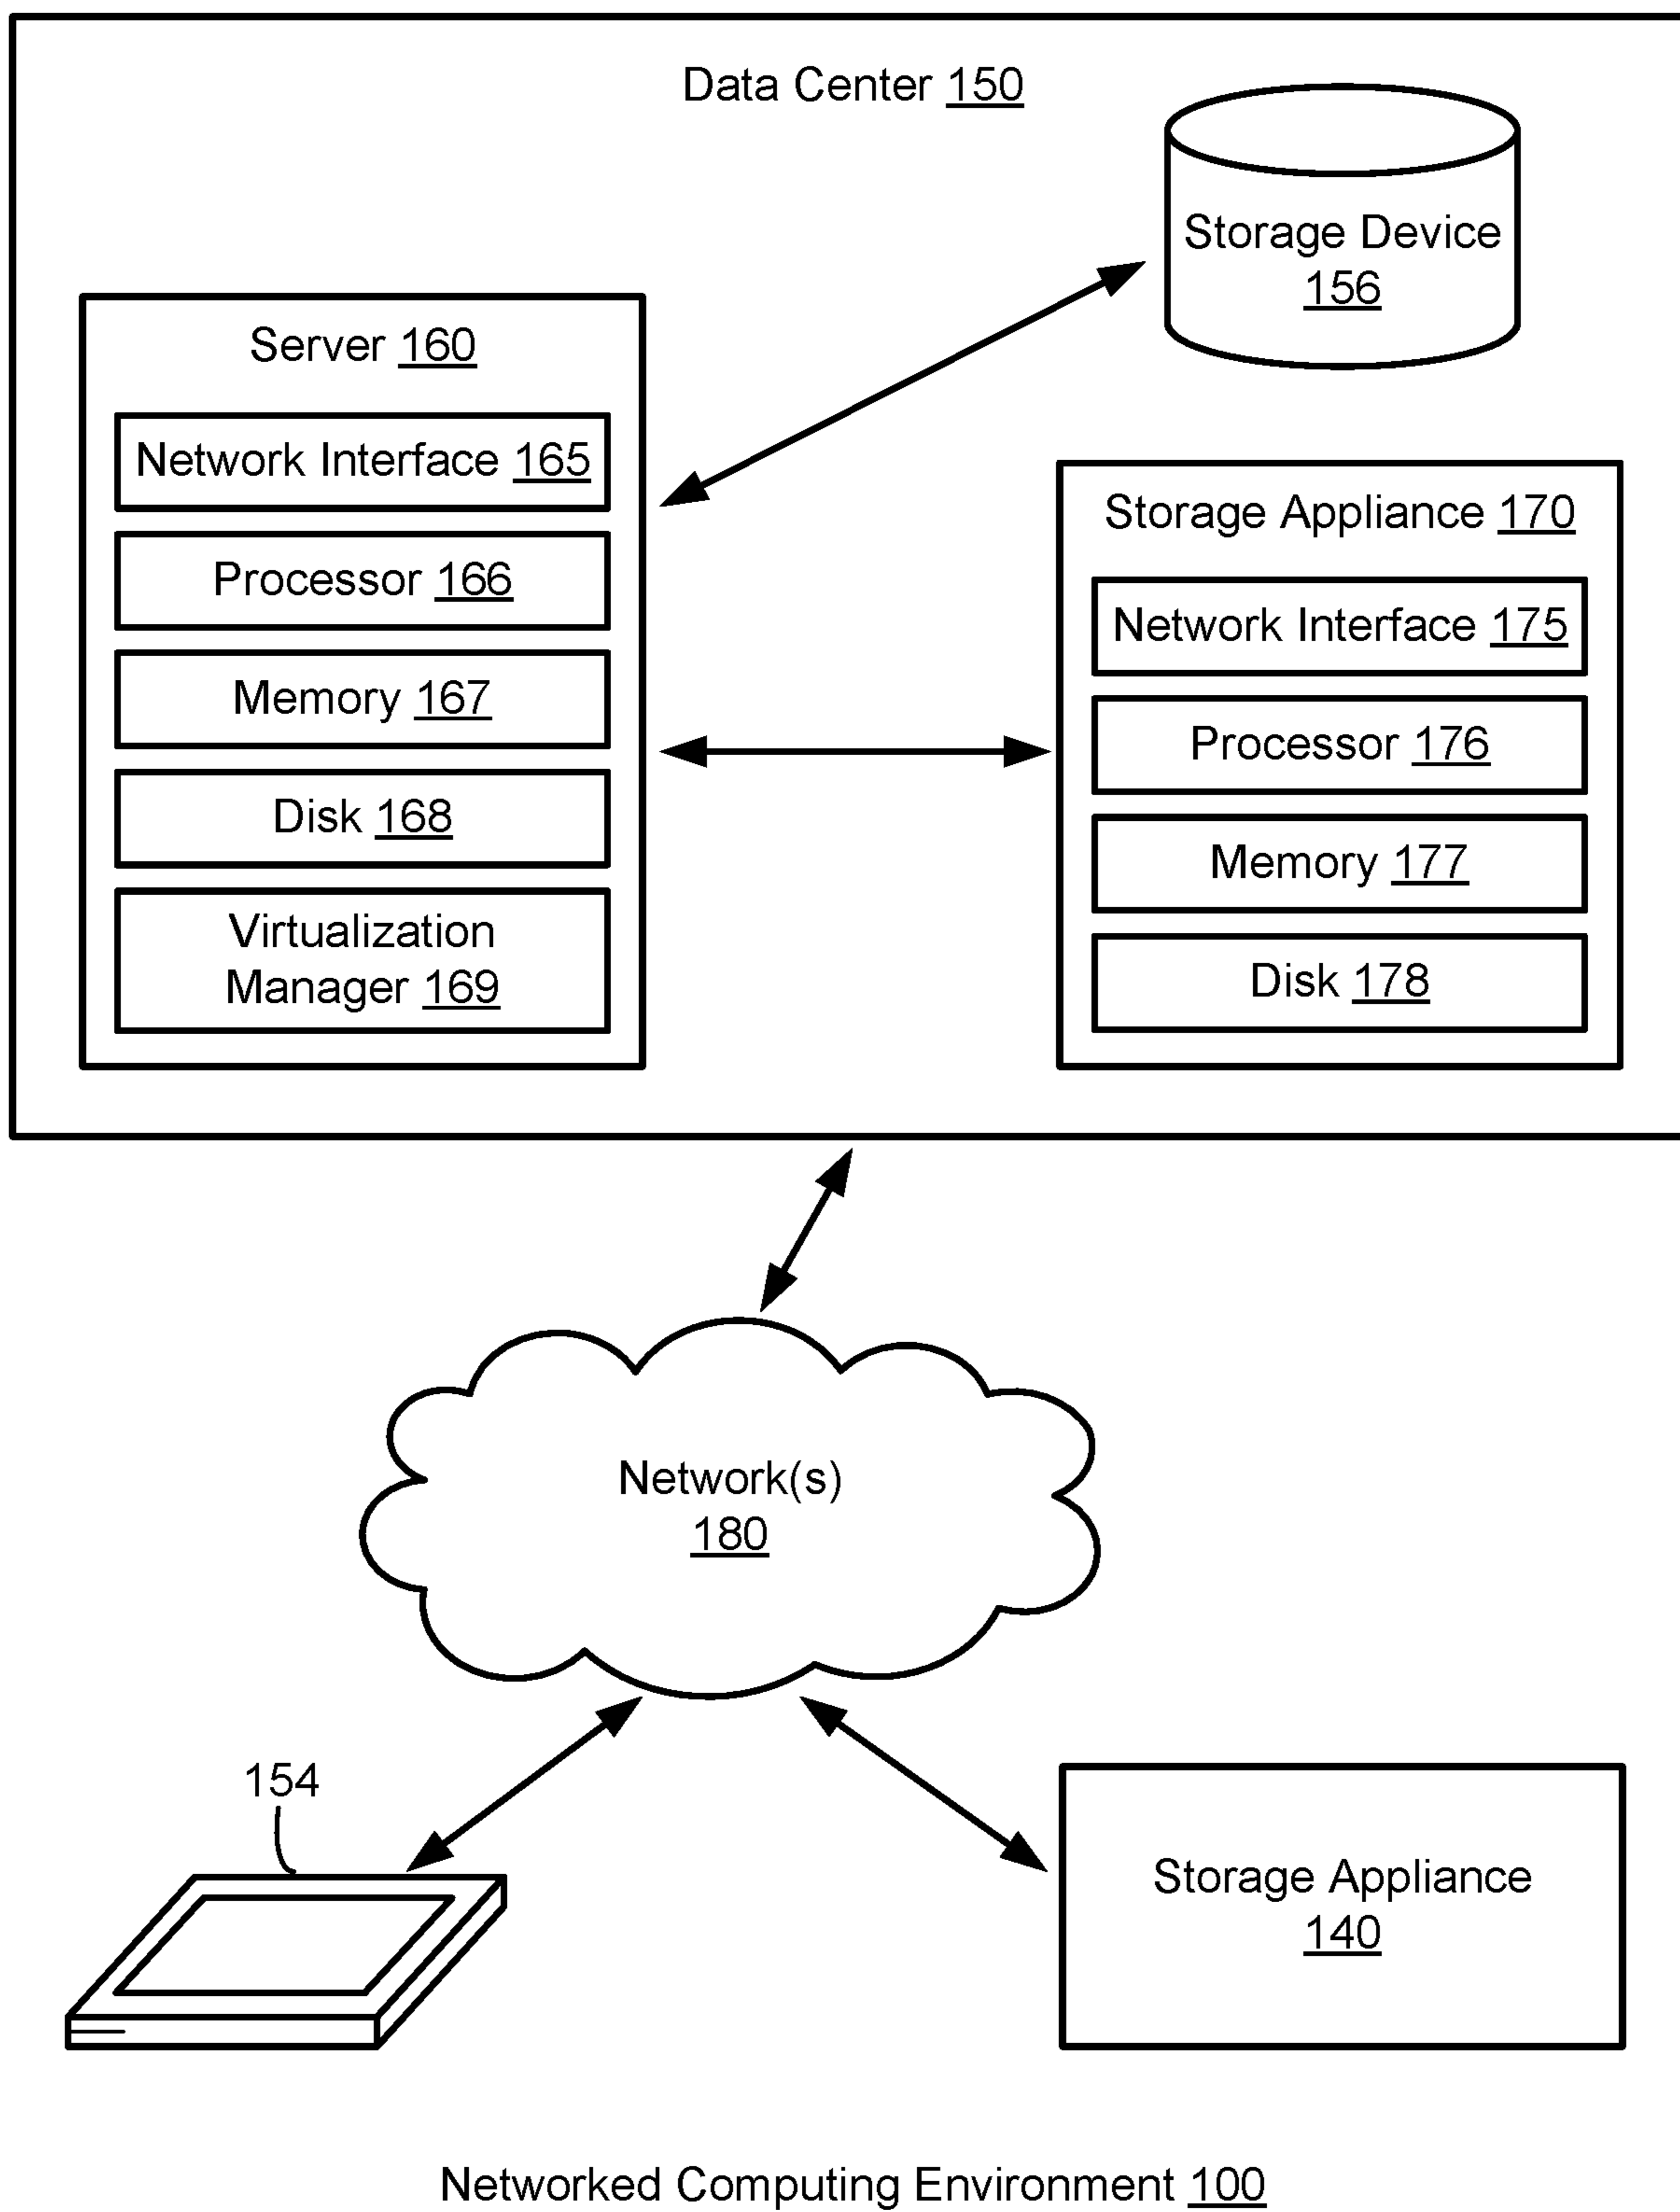 Data Center 150
Storage Device
156
Server 160
Network Interface 165
Processor 166
Memory 167
Disk 168
Virtualization
Manager 169
Storage Appliance 170
Network Interface 175
Processor 176
Memory 177
Disk 178
Network(s)
180
154
Storage Appliance
140
Networked Computing Environment 100